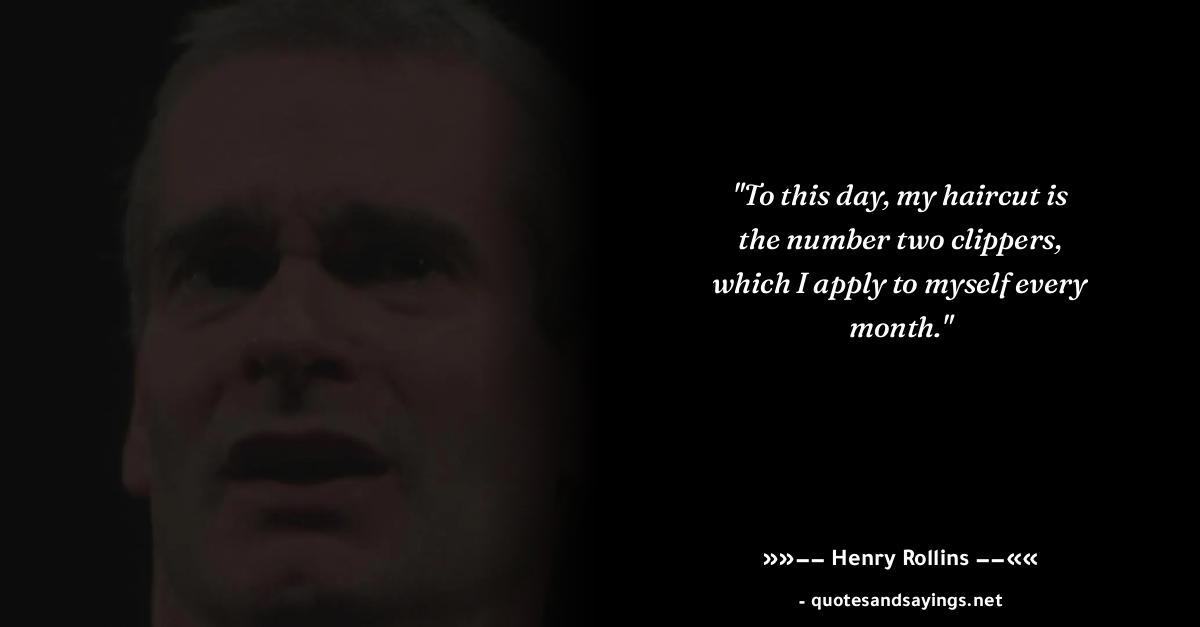 "To this day, my haircut is
the number two clippers,
which I apply to myself every
month."
»»–– Henry Rollins ––««
- quotesandsayings.net